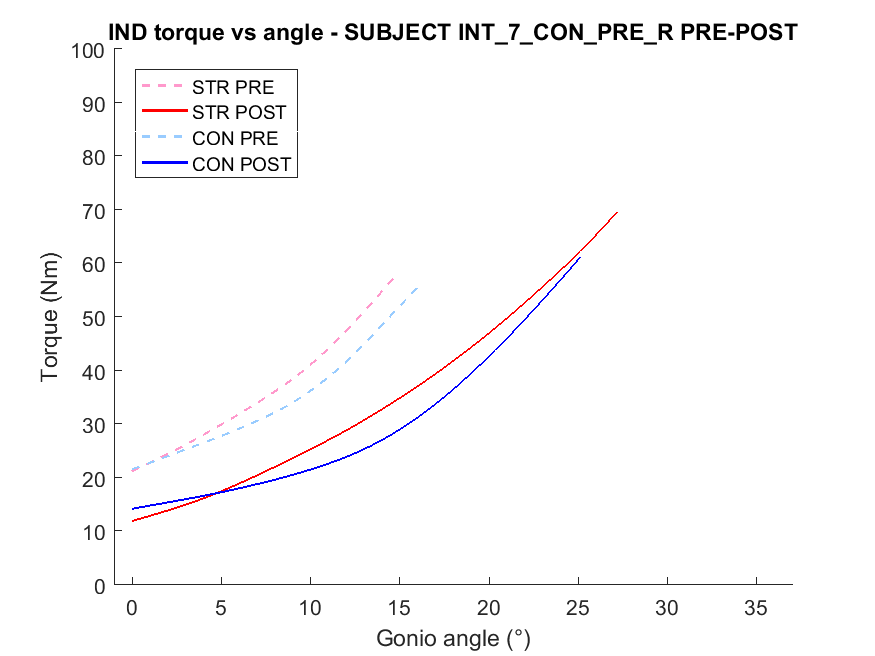 IND torque vs angle - SUBJECT INT_7_CON_PRE_R PRE-POST
100
90
80
70
60
50
40
30
20
10
0
STR PRE
STR POST
CON PRE
CON POST
Torque (Nm)
0 5 10 15 20 25 30 35
Gonio angle (°)